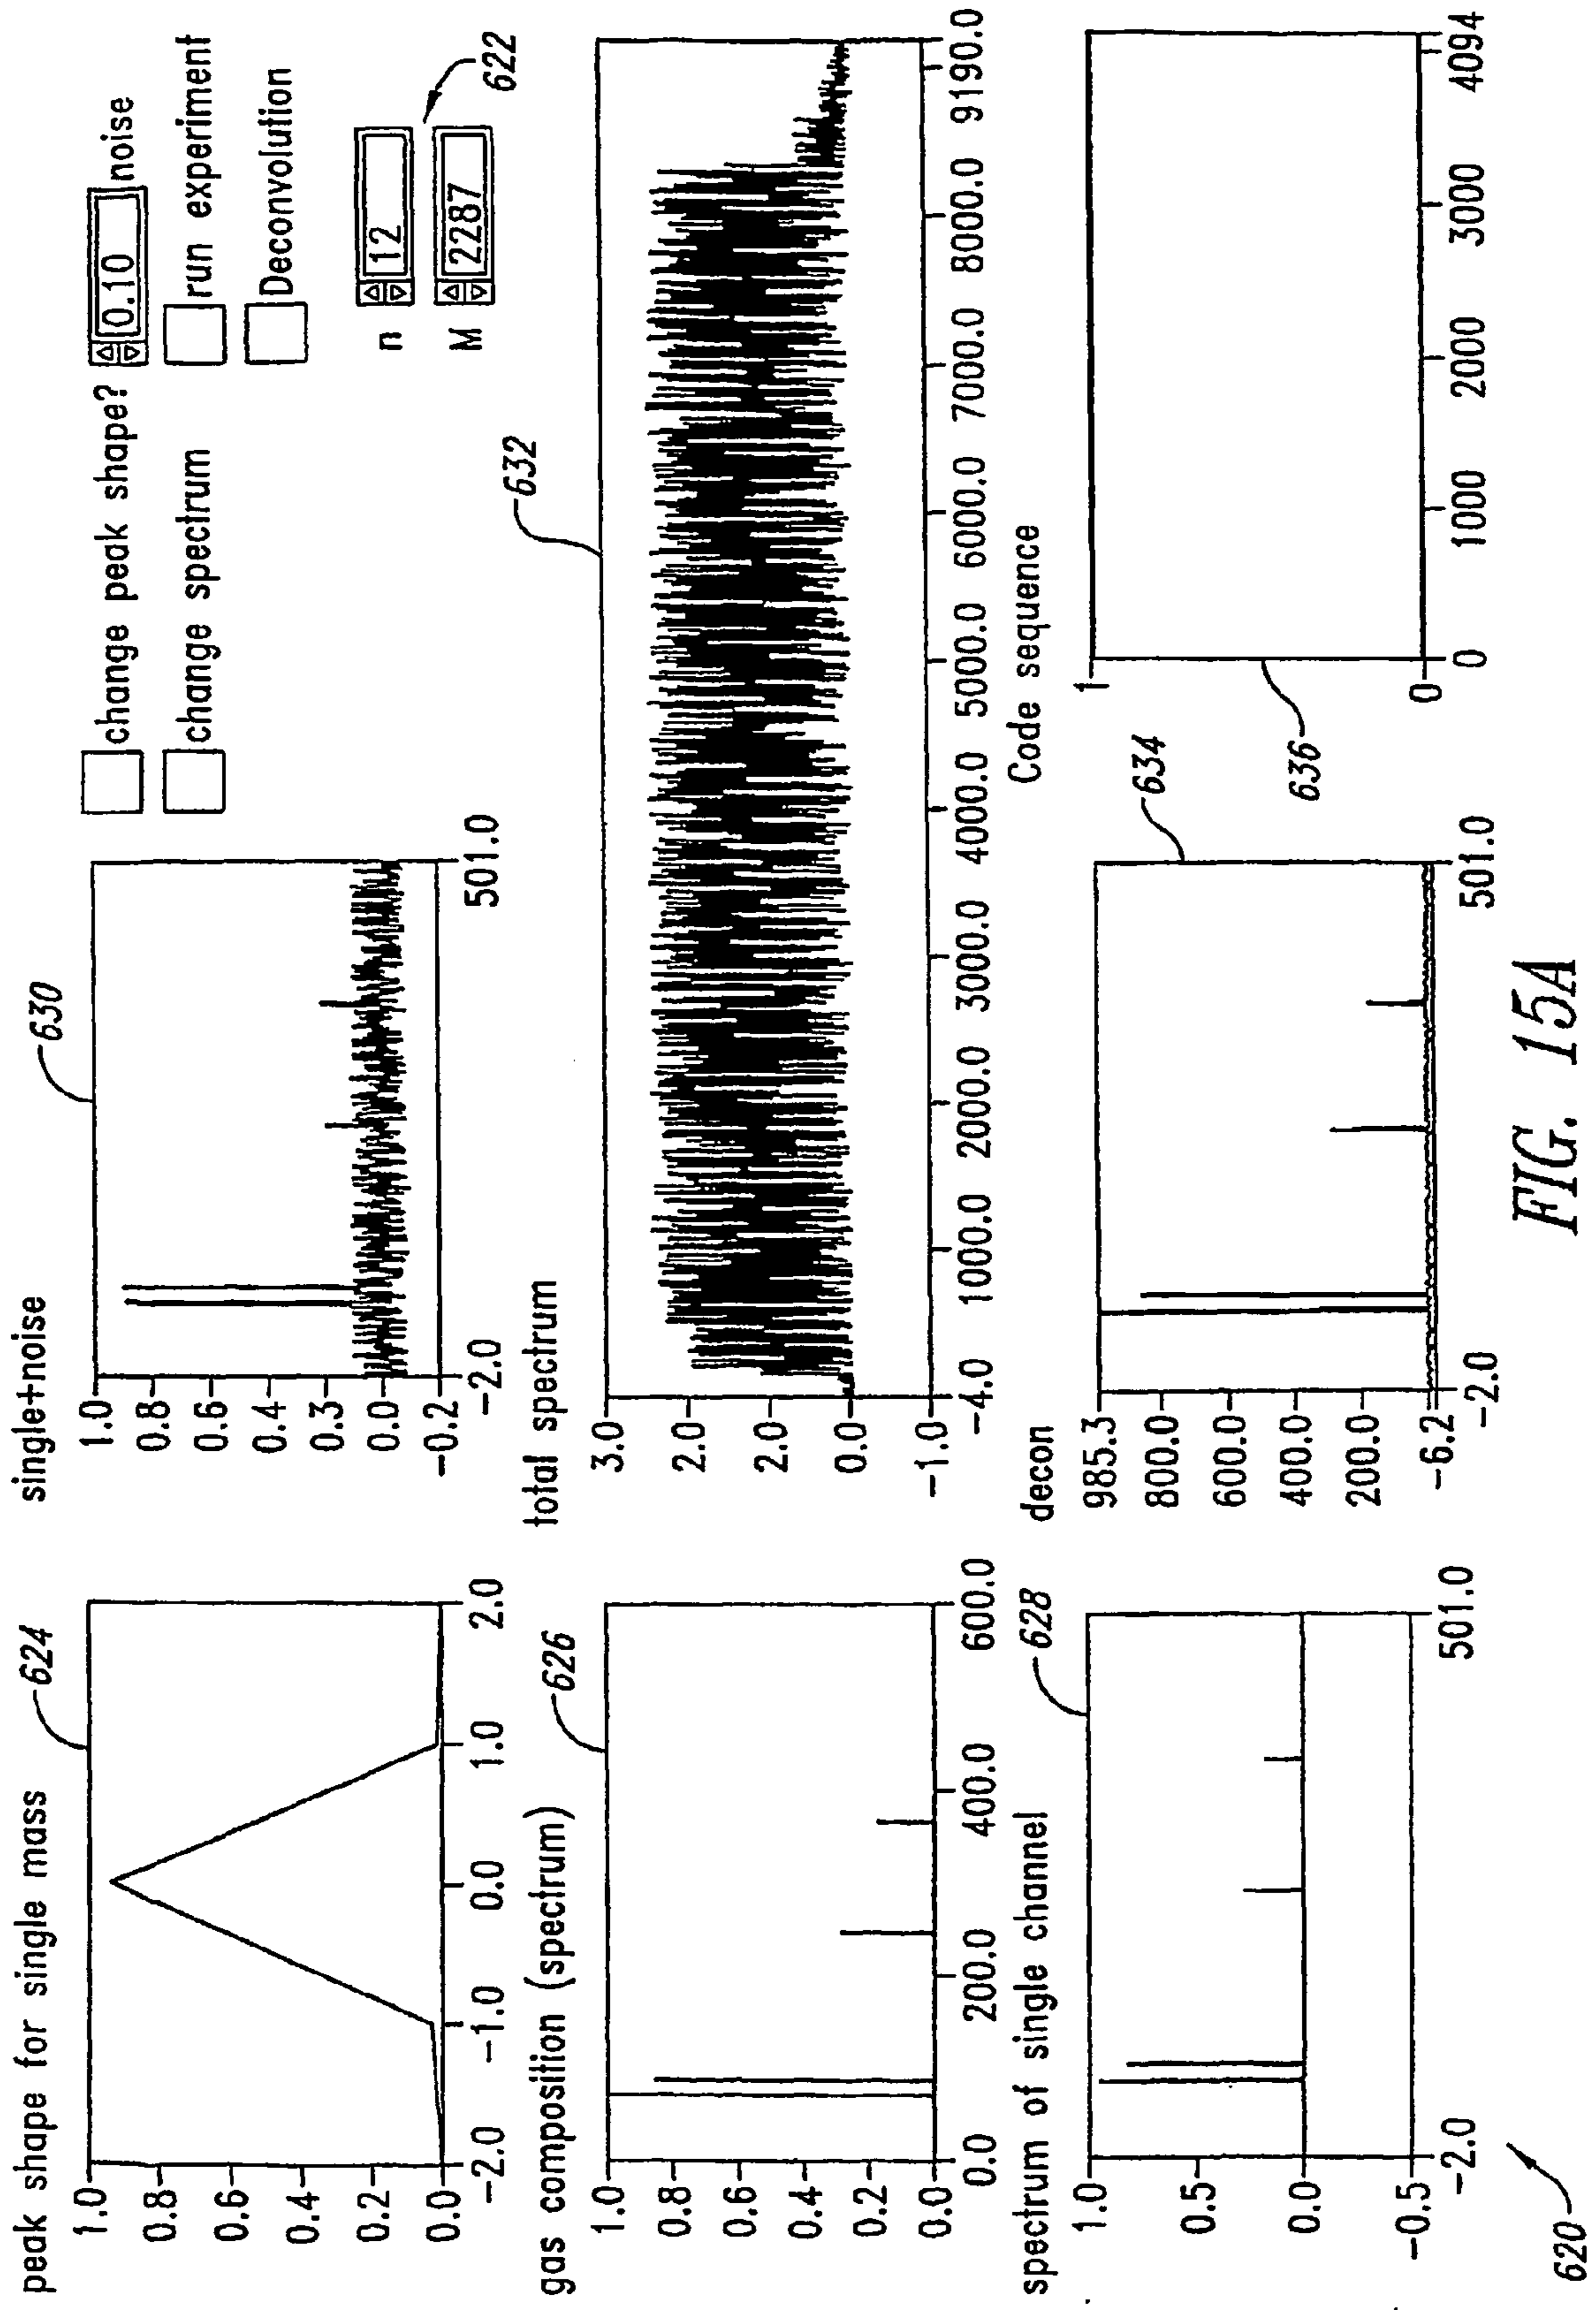 peak shape for single mass
624
1.0
0.8
0.6
0.4
0.2
0.0
-2.0 -1.0 0.0 1.0 2.0
single+noise
630
1.0
0.8
0.6
0.4
0.3
0.0
-0.2
-2.0 501.0
change peak shape?
0.10 noise
change spectrum
run experiment
Deconvolution
n 12
M 2287
622
gas composition (spectrum)
626
1.0
0.8
0.6
0.4
0.2
0.0
0.0 200.0 400.0 600.0
total spectrum
632
3.0
2.0
2.0
0.0
-1.0
-4.0 1000.0 2000.0 3000.0 4000.0 5000.0 6000.0 7000.0 8000.0 9190.0
spectrum of single channel
628
1.0
0.5
0.0
-0.5
-2.0 501.0
decon
634
985.3
800.0
600.0
400.0
200.0
-6.2
-2.0 501.0
Code sequence
1
0
636
0 1000 2000 3000 4094
620
FIG. 15A